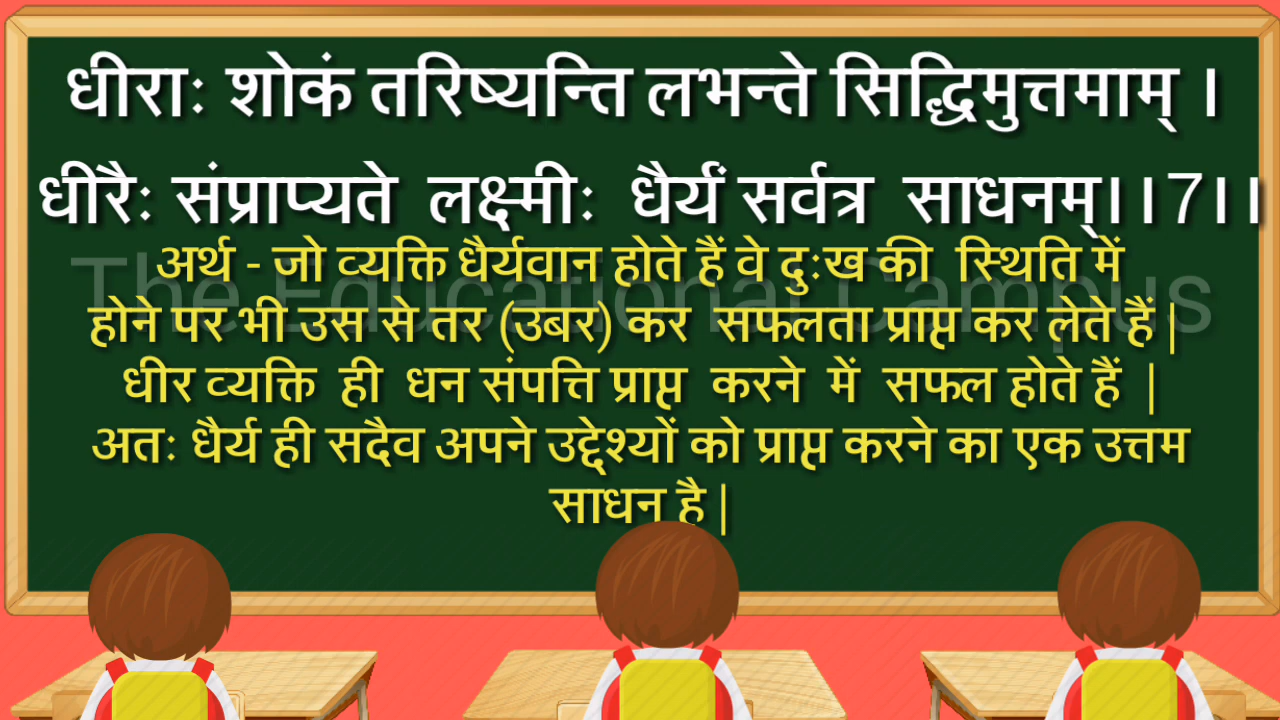 धीराः शोकं तरिष्यन्ति लभन्ते सिद्धिमुत्तमाम् ।
धीरैः संप्राप्यते लक्ष्मीः धैर्यं सर्वत्र साधनम्।।7।।
The Educational Campus
अर्थ - जो व्यक्ति धैर्यवान होते हैं वे दुःख की स्थिति में
होने पर भी उस से तर (उबर) कर सफलता प्राप्त कर लेते हैं |
धीर व्यक्ति ही धन संपत्ति प्राप्त करने में सफल होते हैं |
अतः धैर्य ही सदैव अपने उद्देश्यों को प्राप्त करने का एक उत्तम
साधन है |